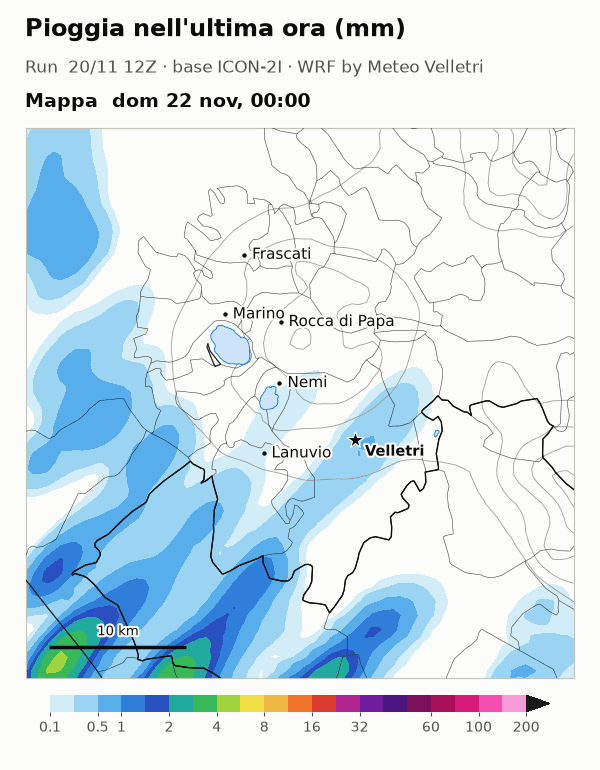 Pioggia nell'ultima ora (mm)
Run  20/11 12Z · base ICON-2I · WRF by Meteo Velletri
Mappa  dom 22 nov, 00:00
Frascati
Marino
Rocca di Papa
Nemi
Velletri
Lanuvio
10 km
0.1 0.5 1 2 4 8 16 32 60 100 200